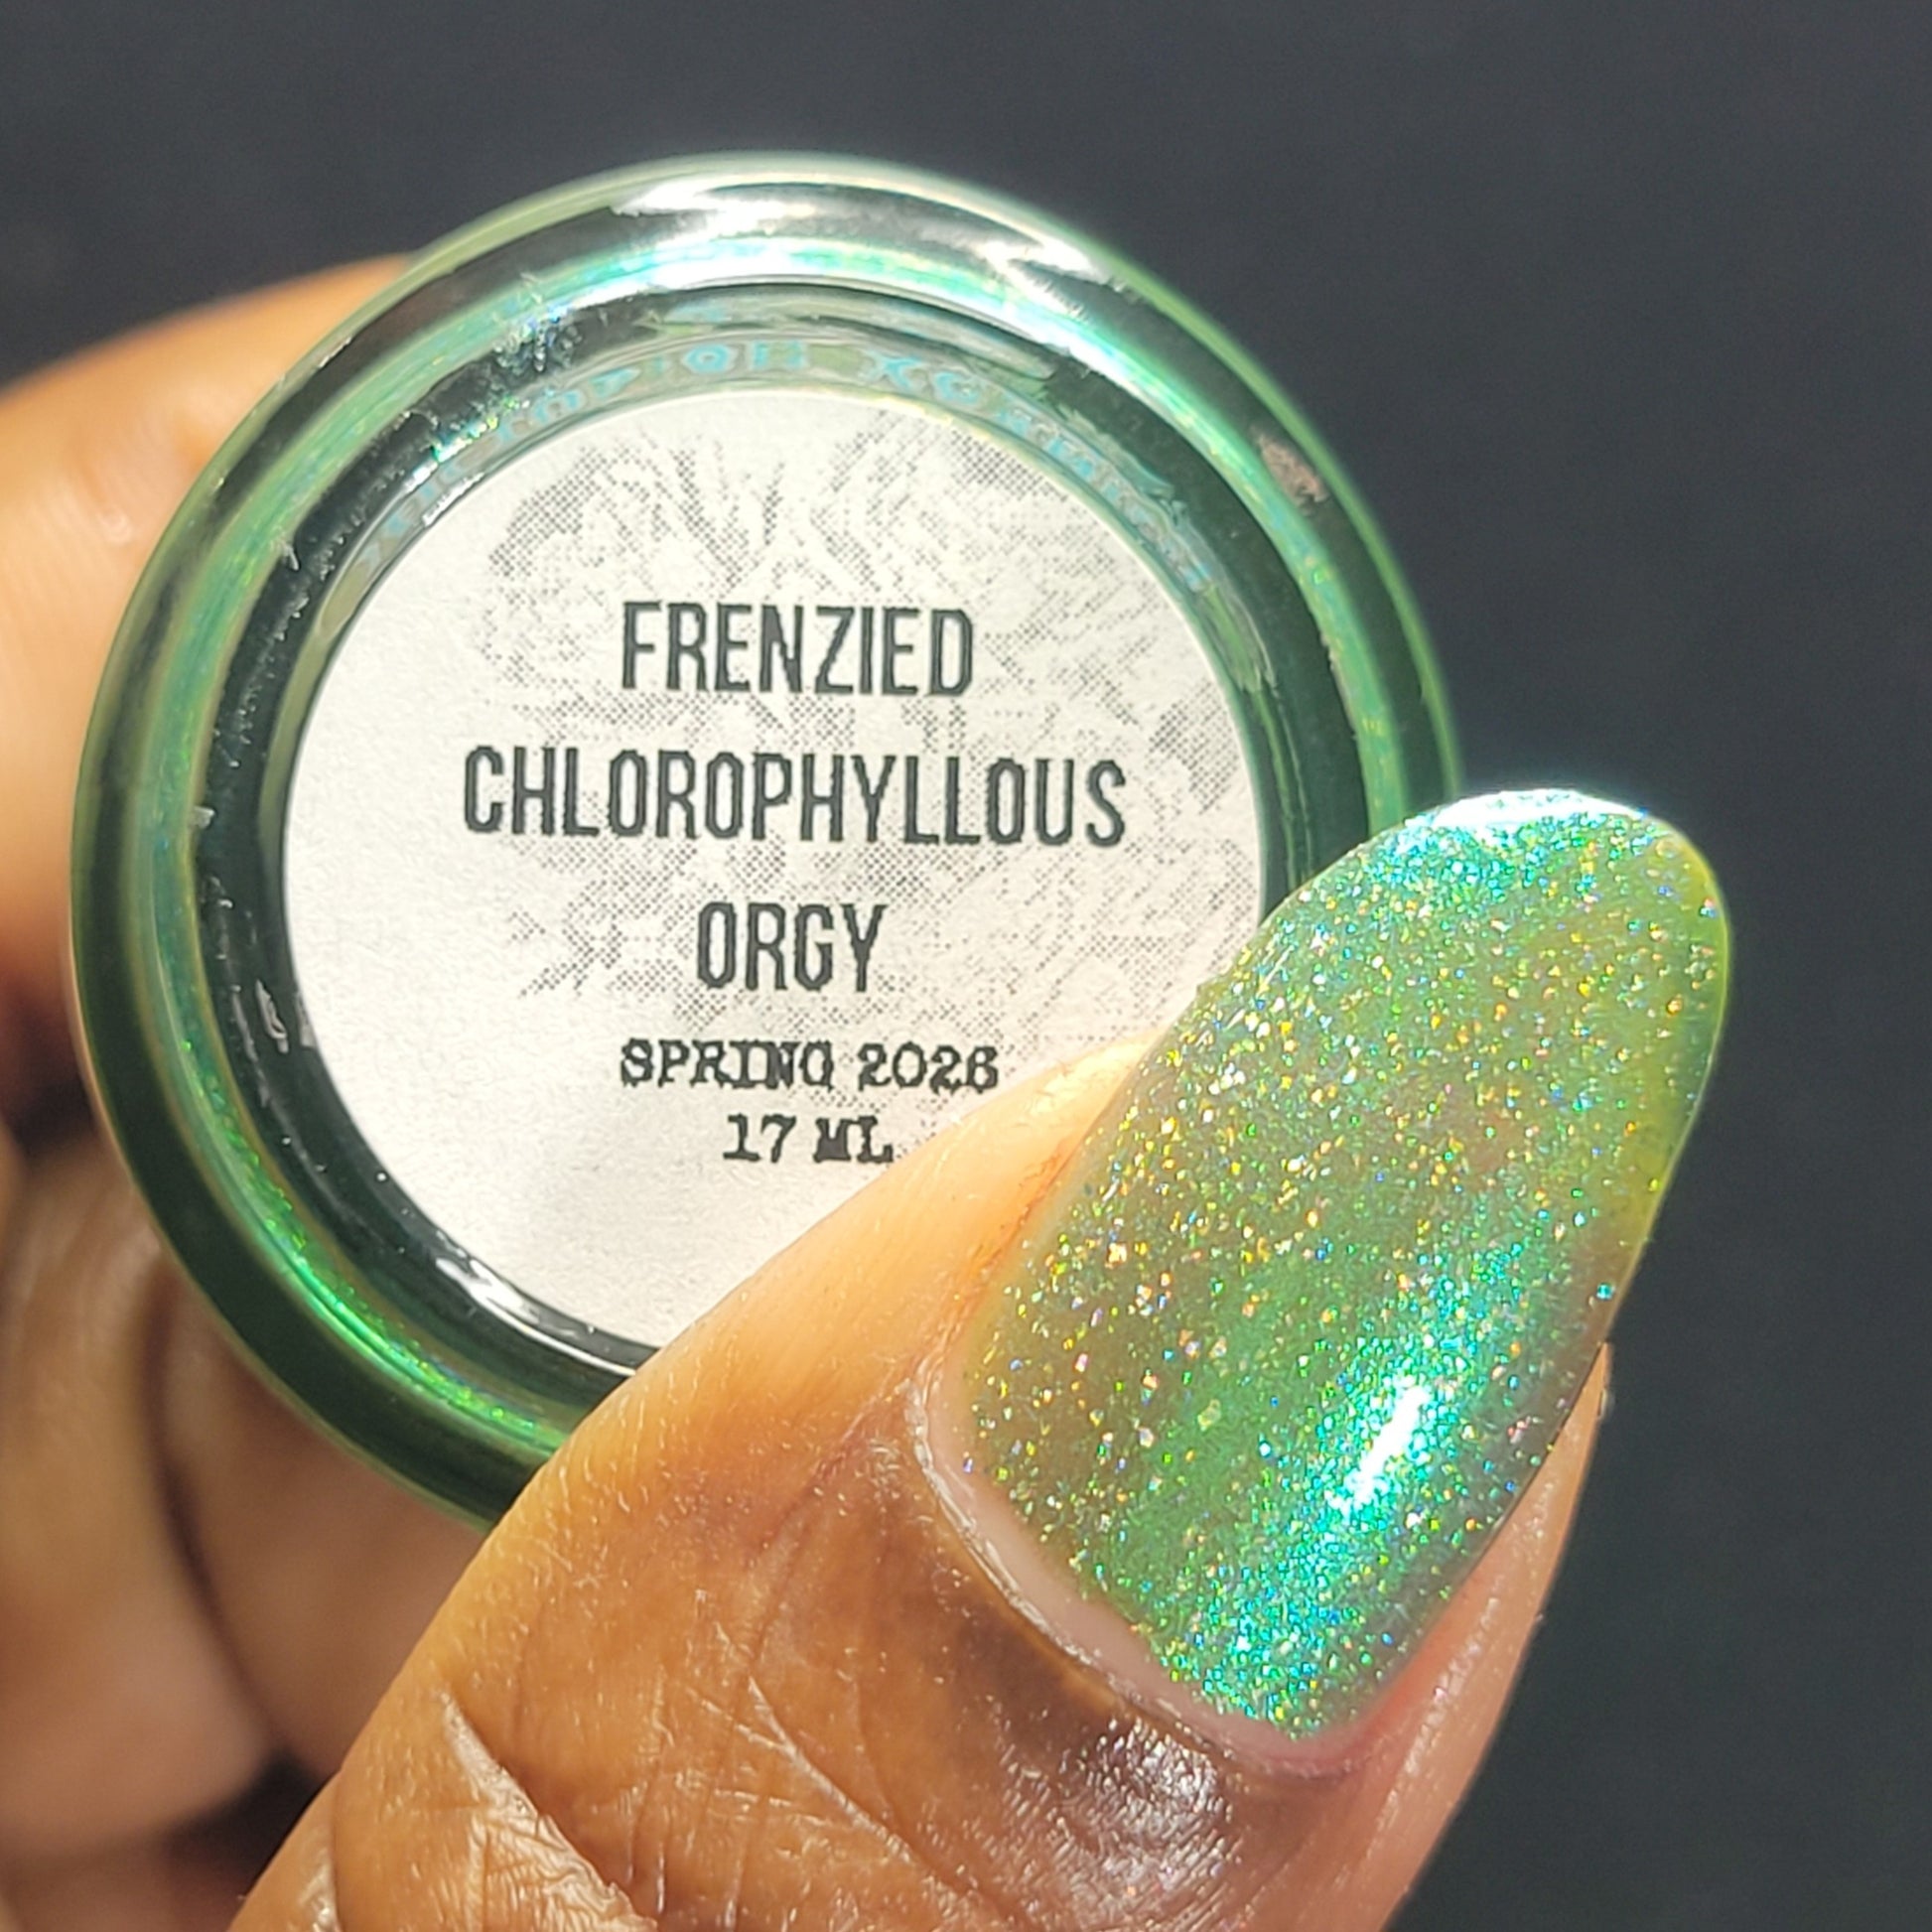 FRENZIED
CHLOROPHYLLOUS
ORGY
SPRING 2026
17 ML